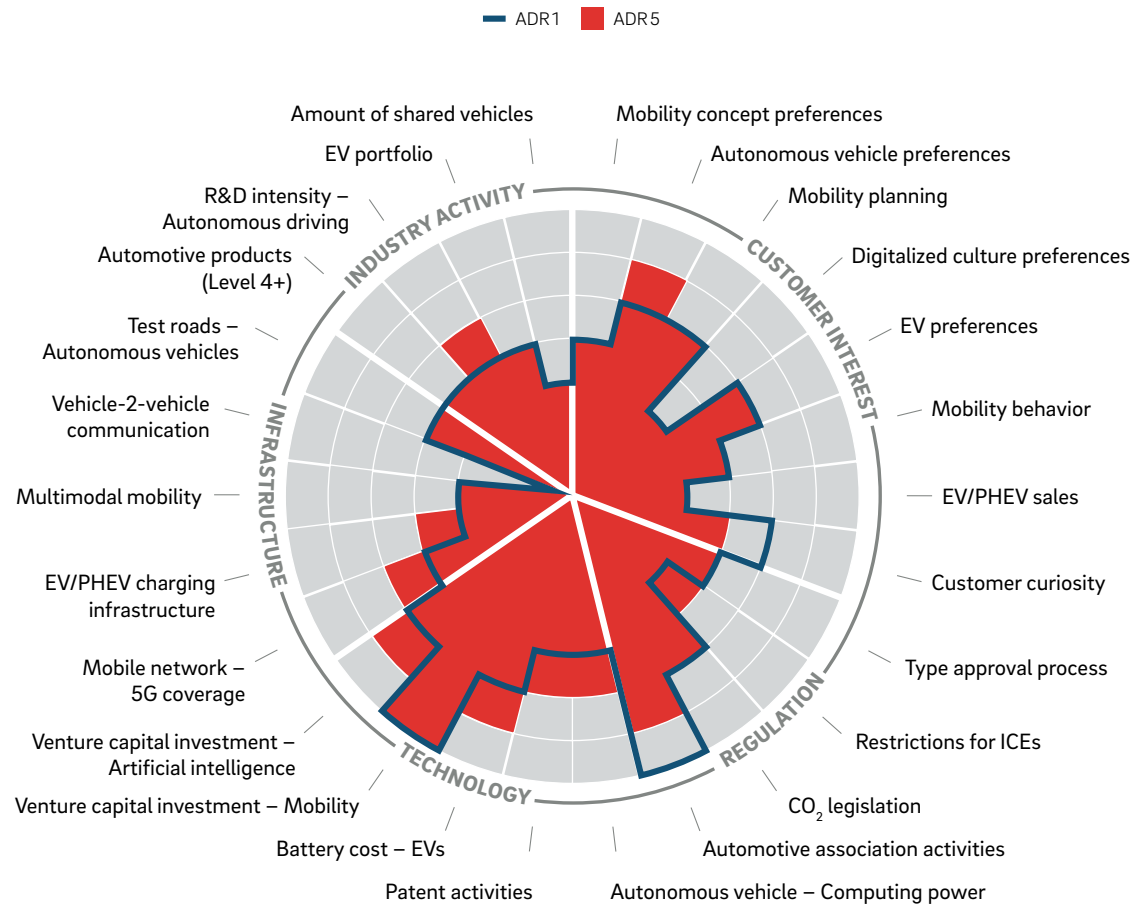 ADR1
ADR5
Amount of shared vehicles
Mobility concept preferences
EV portfolio
Autonomous vehicle preferences
R&D intensity –
Autonomous driving
Mobility planning
Automotive products
(Level 4+)
Digitalized culture preferences
Test roads –
Autonomous vehicles
EV preferences
Vehicle-2-vehicle
communication
Mobility behavior
Multimodal mobility
EV/PHEV sales
EV/PHEV charging
infrastructure
Customer curiosity
Mobile network –
5G coverage
Type approval process
Venture capital investment –
Artificial intelligence
Restrictions for ICEs
Venture capital investment – Mobility
CO2 legislation
Battery cost – EVs
Automotive association activities
Patent activities
Autonomous vehicle – Computing power
INDUSTRY ACTIVITY
CUSTOMER INTEREST
INFRASTRUCTURE
REGULATION
TECHNOLOGY